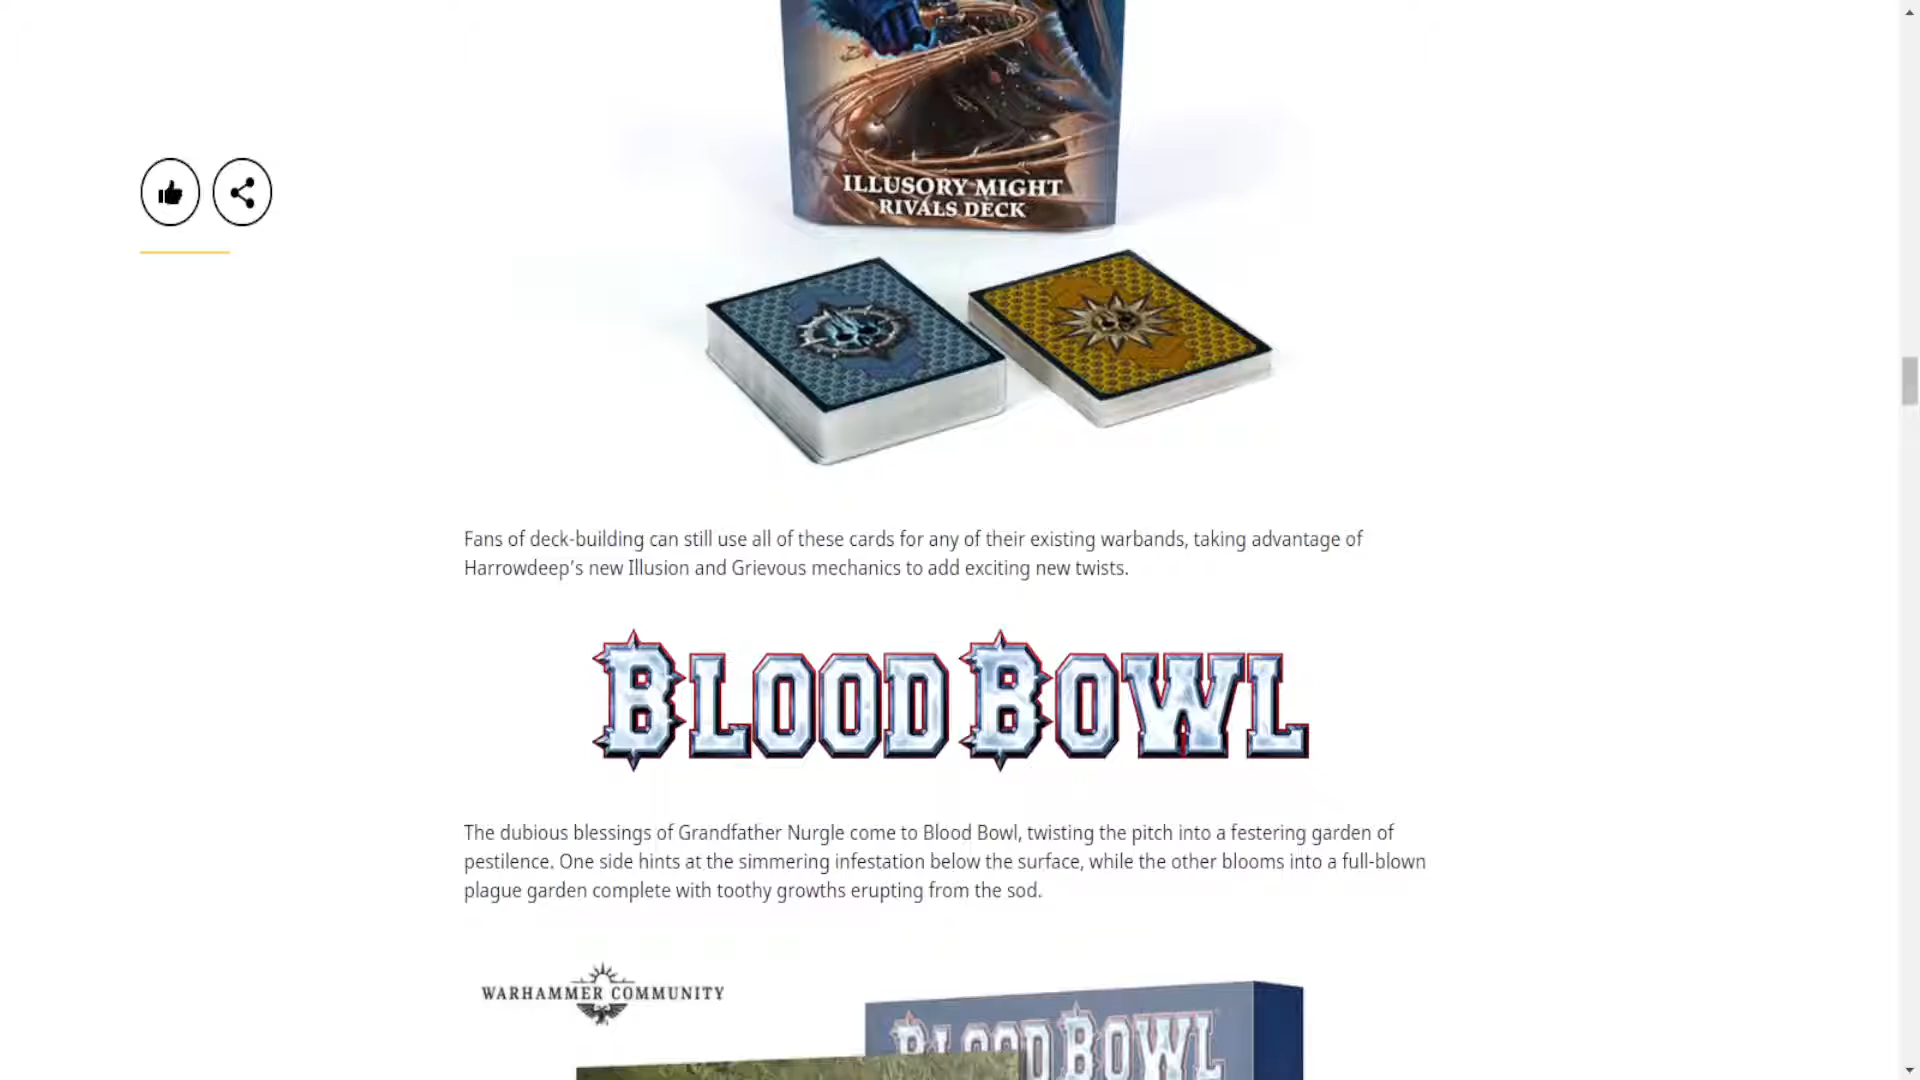 ILLUSORY MIGHT
RIVALS DECK
Fans of deck-building can still use all of these cards for any of their existing warbands, taking advantage of
Harrowdeep’s new Illusion and Grievous mechanics to add exciting new twists.
BLOOD BOWL
The dubious blessings of Grandfather Nurgle come to Blood Bowl, twisting the pitch into a festering garden of
pestilence. One side hints at the simmering infestation below the surface, while the other blooms into a full-blown
plague garden complete with toothy growths erupting from the sod.
WARHAMMER COMMUNITY
BLOOD BOWL